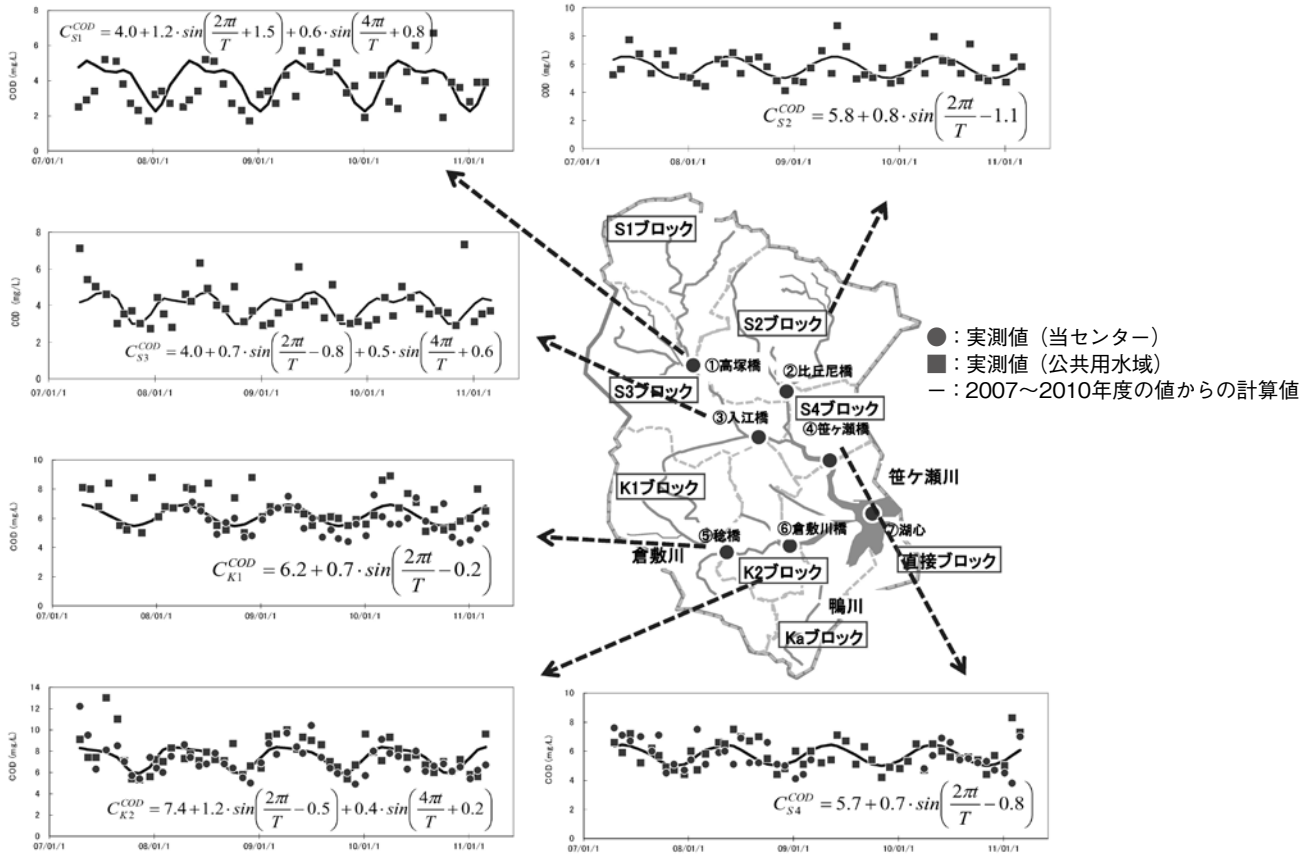 C_{S1}^{COD} = 4.0 + 1.2 · sin(2πt/T + 1.5) + 0.6 · sin(4πt/T + 0.8)
COD (mg/L)
8
6
4
2
0
07/01/1 08/01/1 09/01/1 10/01/1 11/01/1
COD (mg/L)
10
8
6
4
2
0
C_{S2}^{COD} = 5.8 + 0.8 · sin(2πt/T − 1.1)
07/01/1 08/01/1 09/01/1 10/01/1 11/01/1
COD (mg/L)
8
6
4
2
0
C_{S3}^{COD} = 4.0 + 0.7 · sin(2πt/T − 0.8) + 0.5 · sin(4πt/T + 0.6)
07/01/1 08/01/1 09/01/1 10/01/1 11/01/1
COD (mg/L)
10
8
6
4
2
0
C_{K1}^{COD} = 6.2 + 0.7 · sin(2πt/T − 0.2)
07/01/1 08/01/1 09/01/1 10/01/1 11/01/1
COD (mg/L)
14
12
10
8
6
4
2
0
C_{K2}^{COD} = 7.4 + 1.2 · sin(2πt/T − 0.5) + 0.4 · sin(4πt/T + 0.2)
07/01/1 08/01/1 09/01/1 10/01/1 11/01/1
COD (mg/L)
10
8
6
4
2
0
C_{S4}^{COD} = 5.7 + 0.7 · sin(2πt/T − 0.8)
07/01/1 08/01/1 09/01/1 10/01/1 11/01/1
S1ブロック
S2ブロック
①高塚橋
②比丘尼橋
S3ブロック
S4ブロック
③入江橋
④笹ヶ瀬橋
笹ケ瀬川
K1ブロック
⑤稔橋
⑥倉敷川橋
⑦湖心
倉敷川
K2ブロック
直接ブロック
鴨川
Kaブロック
●：実測値（当センター）
■：実測値（公共用水域）
−：2007～2010年度の値からの計算値